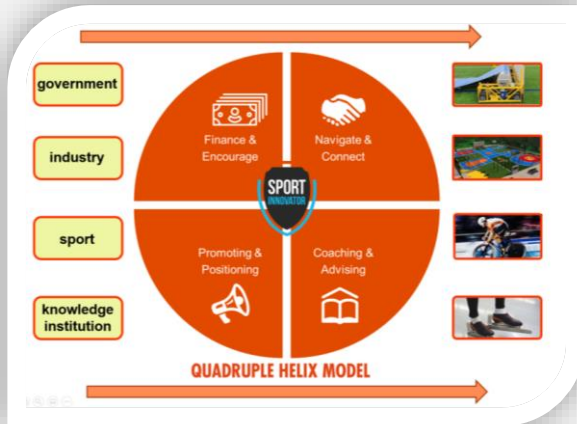 government
industry
sport
knowledge
institution
Finance &
Encourage
Navigate &
Connect
SPORT
INNOVATOR
Promoting &
Positioning
Coaching &
Advising
QUADRUPLE HELIX MODEL